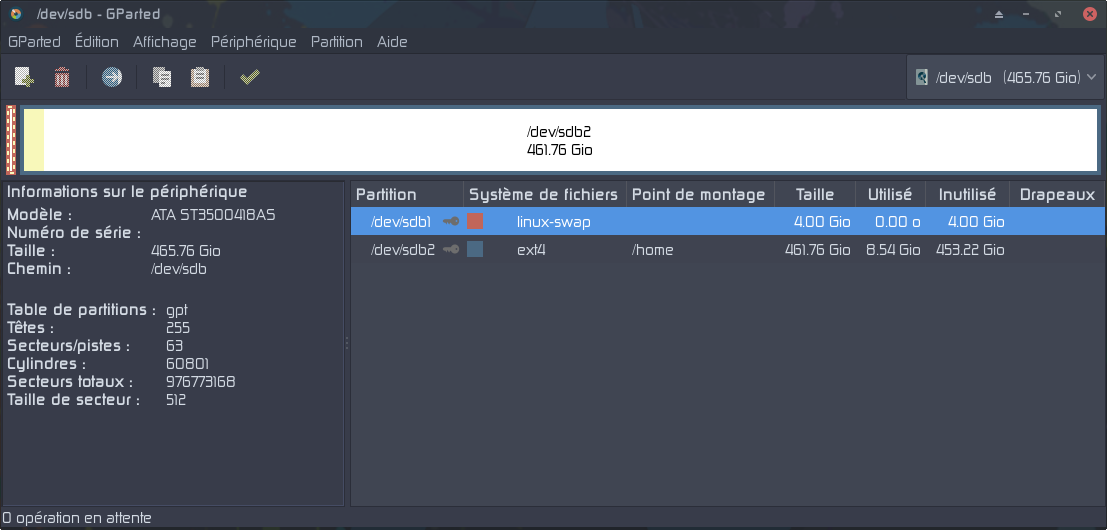 /dev/sdb - GParted
GParted Édition Affichage Périphérique Partition Aide
/dev/sdb (465.76 Gio)
/dev/sdb2
461.76 Gio
Informations sur le périphérique
Modèle : ATA ST3500418AS
Numéro de série :
Taille : 465.76 Gio
Chemin : /dev/sdb
Table de partitions : gpt
Têtes : 255
Secteurs/pistes : 63
Cylindres : 60801
Secteurs totaux : 976773168
Taille de secteur : 512
Partition Système de fichiers Point de montage Taille Utilisé Inutilisé Drapeaux
/dev/sdb1 linux-swap 4.00 Gio 0.00 o 4.00 Gio
/dev/sdb2 ext4 /home 461.76 Gio 8.54 Gio 453.22 Gio
0 opération en attente